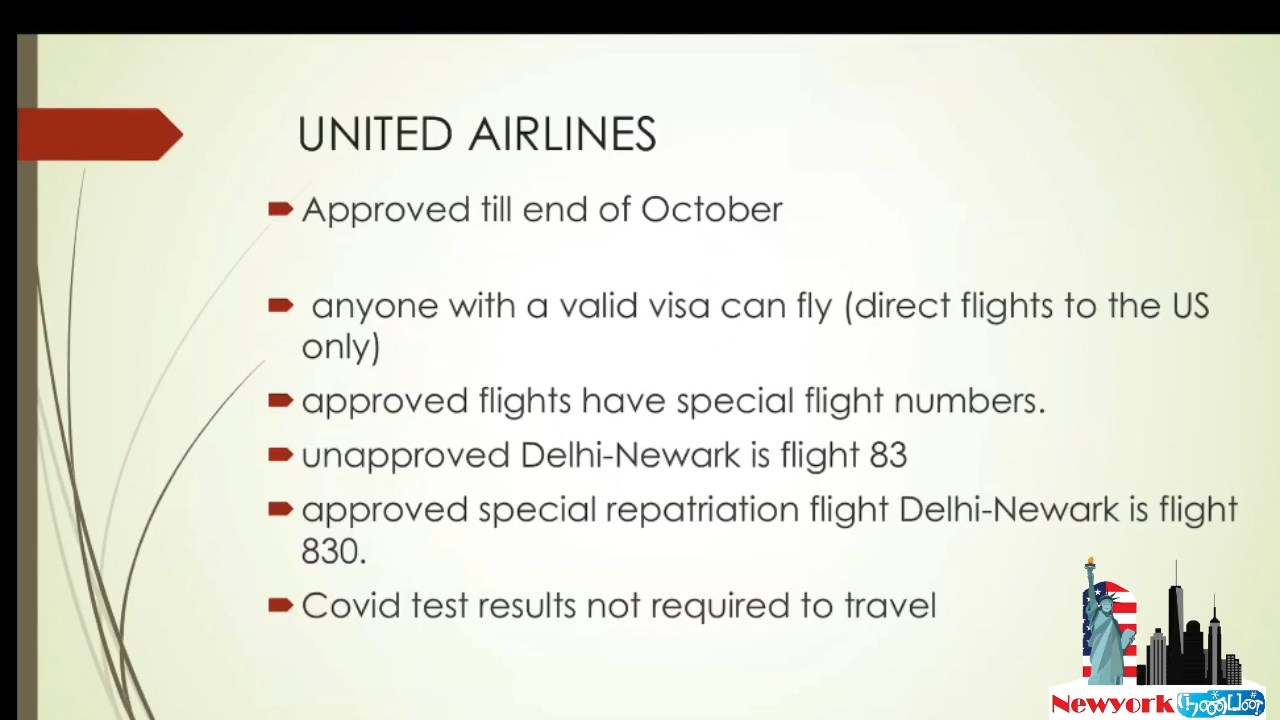 UNITED AIRLINES
Approved till end of October
anyone with a valid visa can fly (direct flights to the US
only)
approved flights have special flight numbers.
unapproved Delhi-Newark is flight 83
approved special repatriation flight Delhi-Newark is flight
830.
Covid test results not required to travel
Newyork நண்பன்